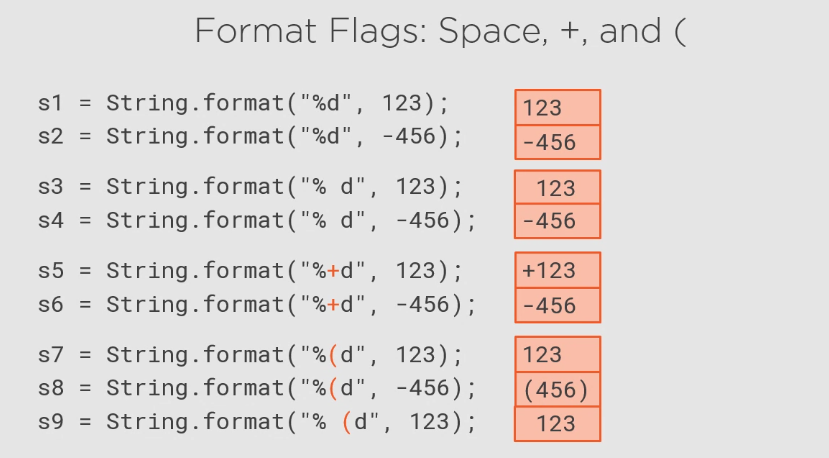 Format Flags: Space, +, and (
s1 = String.format("%d", 123); 123
s2 = String.format("%d", -456); -456
s3 = String.format("% d", 123);  123
s4 = String.format("% d", -456); -456
s5 = String.format("%+d", 123); +123
s6 = String.format("%+d", -456); -456
s7 = String.format("%(d", 123); 123
s8 = String.format("%(d", -456); (456)
s9 = String.format("% (d", 123);  123